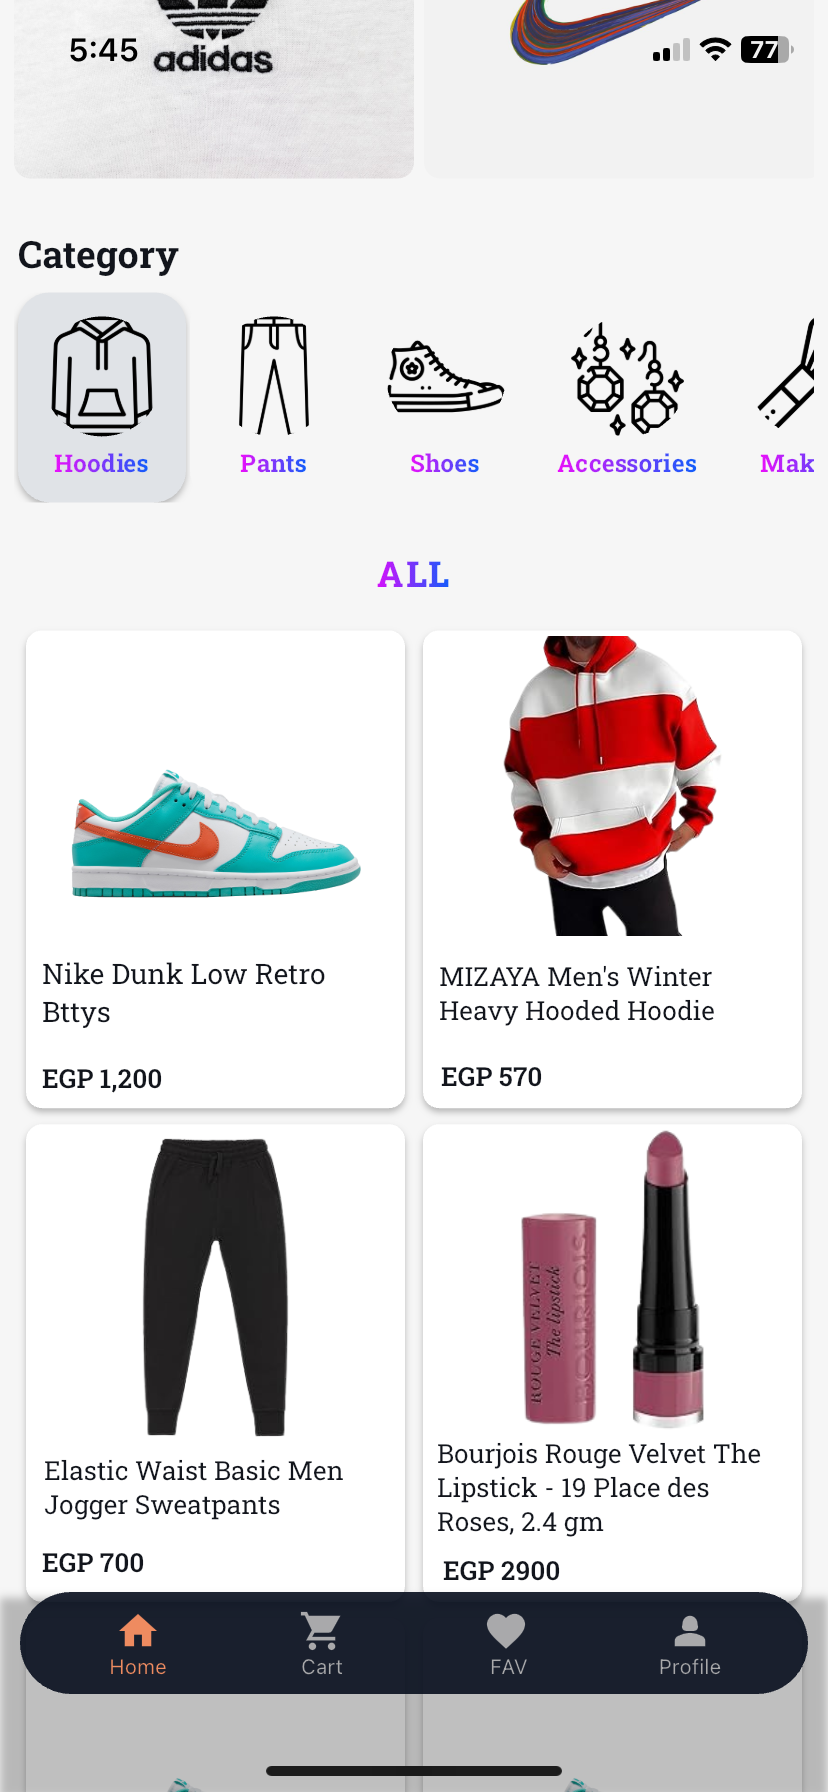 5:45
adidas
77
Category
Hoodies
Pants
Shoes
Accessories
Mak
ALL
Nike Dunk Low Retro
Bttys
EGP 1,200
MIZAYA Men's Winter
Heavy Hooded Hoodie
EGP 570
Elastic Waist Basic Men
Jogger Sweatpants
EGP 700
ROUGE VELVET
The lipstick
BOURJOIS
Bourjois Rouge Velvet The
Lipstick - 19 Place des
Roses, 2.4 gm
EGP 2900
Home
Cart
FAV
Profile